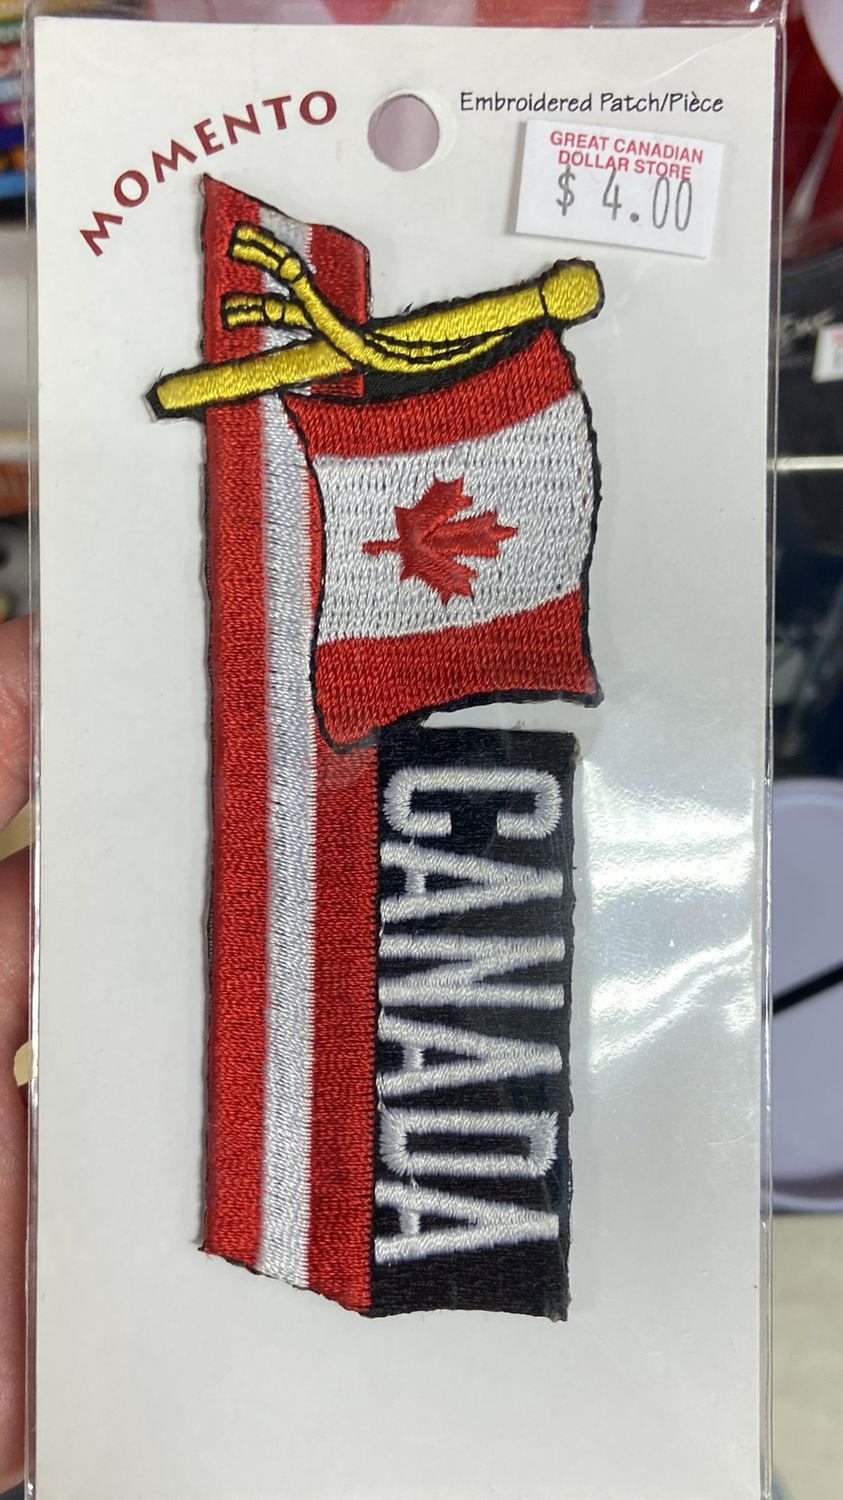 MOMENTO
Embroidered Patch/Pièce
GREAT CANADIAN
DOLLAR STORE
$ 4.00
CANADA